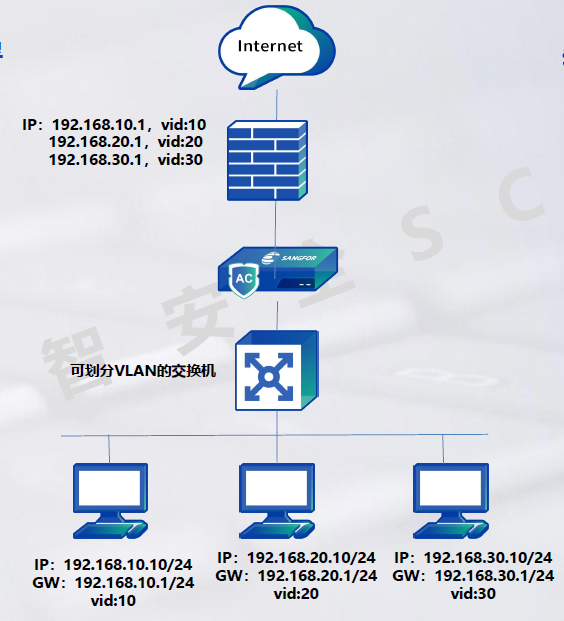 Internet
IP：192.168.10.1，vid:10
192.168.20.1，vid:20
192.168.30.1，vid:30
SANGFOR
AC
智 安 全 S C
可划分VLAN的交换机
IP：192.168.10.10/24
GW：192.168.10.1/24
vid:10
IP：192.168.20.10/24
GW：192.168.20.1/24
vid:20
IP：192.168.30.10/24
GW：192.168.30.1/24
vid:30